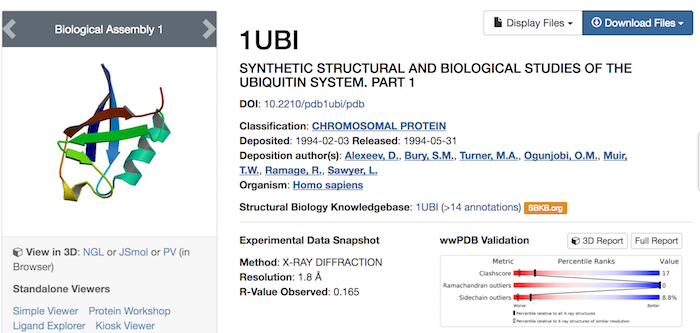 Biological Assembly 1
View in 3D: NGL or JSmol or PV (in
Browser)
Standalone Viewers
Simple Viewer Protein Workshop
Ligand Explorer Kiosk Viewer
Display Files
Download Files
1UBI
SYNTHETIC STRUCTURAL AND BIOLOGICAL STUDIES OF THE
UBIQUITIN SYSTEM. PART 1
DOI: 10.2210/pdb1ubi/pdb
Classification: CHROMOSOMAL PROTEIN
Deposited: 1994-02-03 Released: 1994-05-31
Deposition author(s): Alexeev, D., Bury, S.M., Turner, M.A., Ogunjobi, O.M., Muir,
T.W., Ramage, R., Sawyer, L.
Organism: Homo sapiens
Structural Biology Knowledgebase: 1UBI (>14 annotations) SBKB.org
Experimental Data Snapshot
Method: X-RAY DIFFRACTION
Resolution: 1.8 Å
R-Value Observed: 0.165
wwPDB Validation
3D Report
Full Report
Metric Percentile Ranks Value
Clashscore 17
Ramachandran outliers 0
Sidechain outliers 8.8%
Worse Better
Percentile relative to all X-ray structures
Percentile relative to X-ray structures of similar resolution